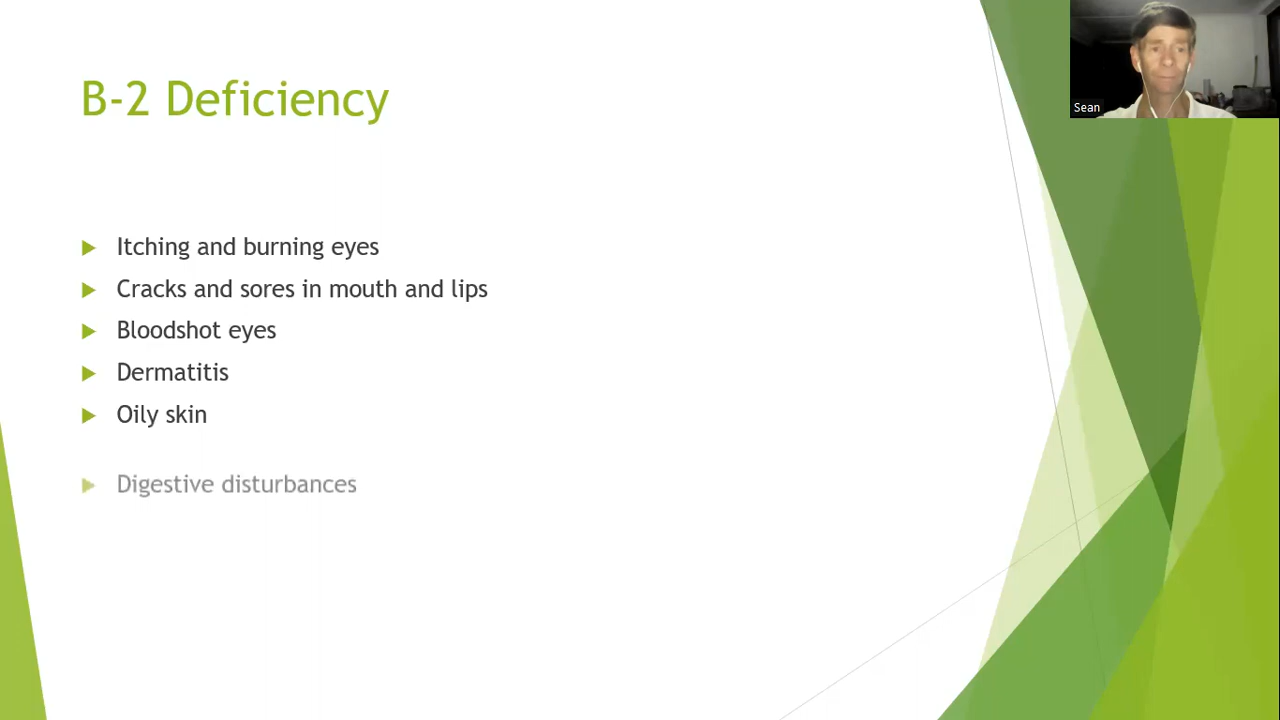 B-2 Deficiency
Sean
Itching and burning eyes
Cracks and sores in mouth and lips
Bloodshot eyes
Dermatitis
Oily skin
Digestive disturbances